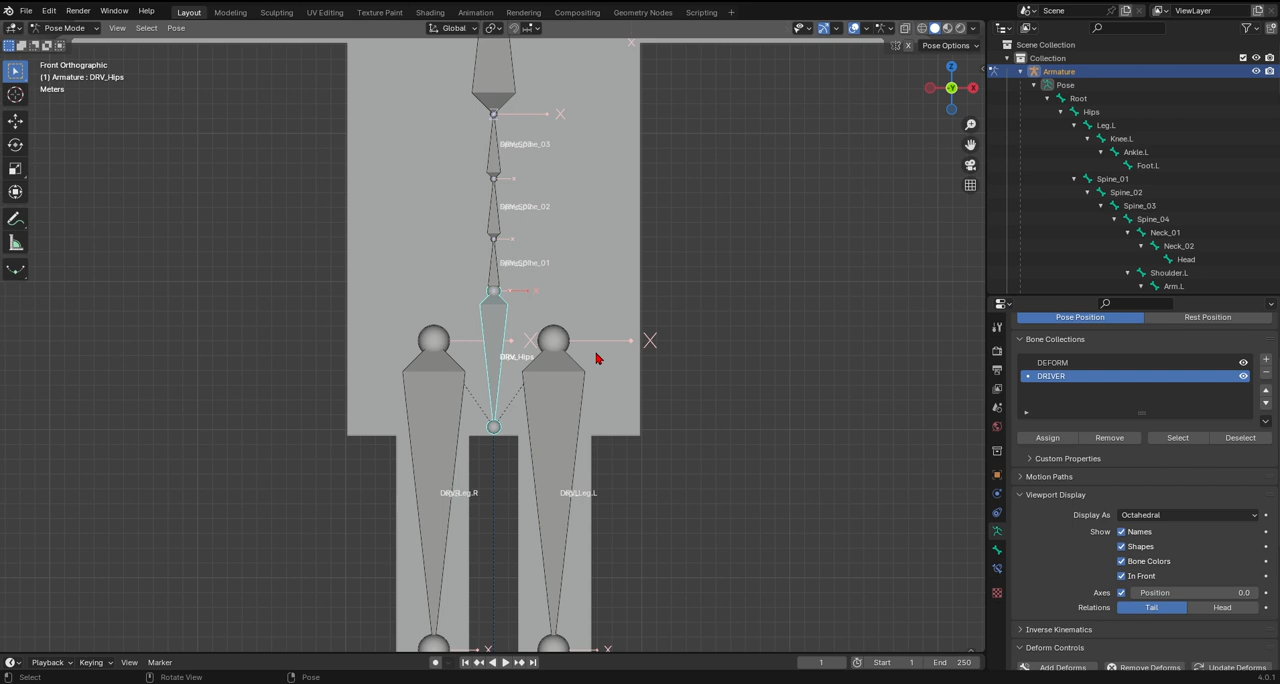 File Edit Render Window Help Layout Modeling Sculpting UV Editing Texture Paint Shading Animation Rendering Compositing Geometry Nodes Scripting + Scene ViewLayer
Pose Mode View Select Pose Global
X Pose Options
Front Orthographic
(1) Armature : DRV_Hips
Meters
Z
Y X
X
X
Spine_03
Spine_02
Spine_01
X
X X
DRV_Hips
Leg.R
Leg.L
X X
Scene Collection
Collection
Armature
Pose
Root
Hips
Leg.L
Knee.L
Ankle.L
Foot.L
Spine_01
Spine_02
Spine_03
Spine_04
Neck_01
Neck_02
Head
Shoulder.L
Arm.L
Pose Position Rest Position
Bone Collections
DEFORM
DRIVER
Assign Remove Select Deselect
Custom Properties
Motion Paths
Viewport Display
Display As Octahedral
Show Names
Shapes
Bone Colors
In Front
Axes Position 0.0
Relations Tail Head
Inverse Kinematics
Deform Controls
Add Deforms Remove Deforms Update Deforms
Playback Keying View Marker 1 Start 1 End 250
Select Rotate View Pose 4.0.1